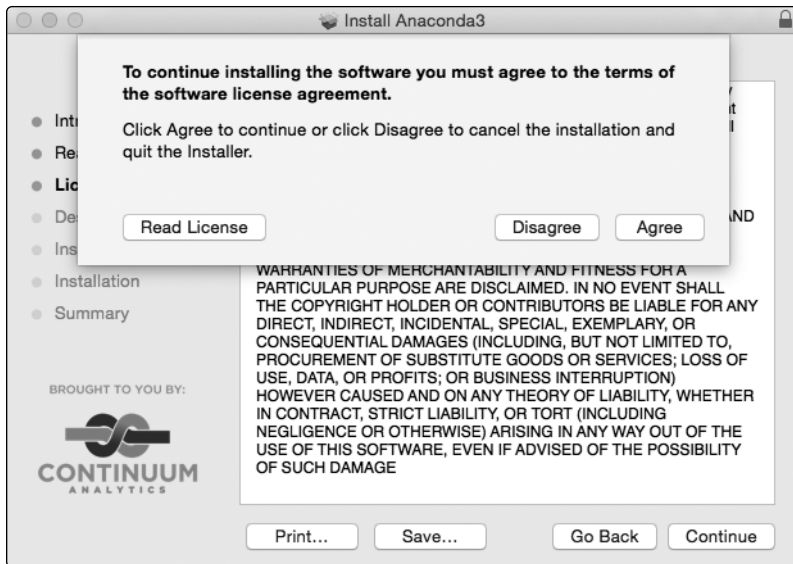 Install Anaconda3
To continue installing the software you must agree to the terms of
the software license agreement.
Click Agree to continue or click Disagree to cancel the installation and
quit the Installer.
Read License
Disagree
Agree
Installation
Summary
BROUGHT TO YOU BY:
CONTINUUM
ANALYTICS
AND
WARRANTIES OF MERCHANTABILITY AND FITNESS FOR A
PARTICULAR PURPOSE ARE DISCLAIMED. IN NO EVENT SHALL
THE COPYRIGHT HOLDER OR CONTRIBUTORS BE LIABLE FOR ANY
DIRECT, INDIRECT, INCIDENTAL, SPECIAL, EXEMPLARY, OR
CONSEQUENTIAL DAMAGES (INCLUDING, BUT NOT LIMITED TO,
PROCUREMENT OF SUBSTITUTE GOODS OR SERVICES; LOSS OF
USE, DATA, OR PROFITS; OR BUSINESS INTERRUPTION)
HOWEVER CAUSED AND ON ANY THEORY OF LIABILITY, WHETHER
IN CONTRACT, STRICT LIABILITY, OR TORT (INCLUDING
NEGLIGENCE OR OTHERWISE) ARISING IN ANY WAY OUT OF THE
USE OF THIS SOFTWARE, EVEN IF ADVISED OF THE POSSIBILITY
OF SUCH DAMAGE
Print...
Save...
Go Back
Continue